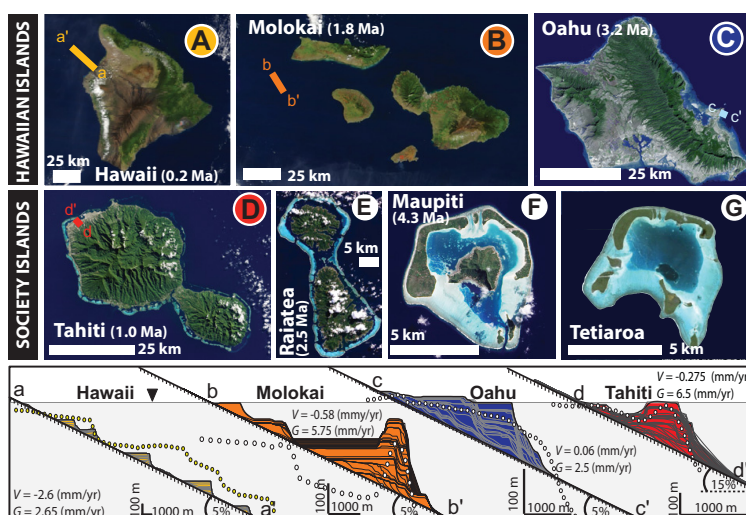 HAWAIIAN ISLANDS
a'
a
A
25 km
Hawaii (0.2 Ma)
Molokai (1.8 Ma)
B
b
b'
25 km
Oahu (3.2 Ma)
C
c
c'
25 km
SOCIETY ISLANDS
d'
d
D
Tahiti (1.0 Ma)
25 km
E
5 km
Raiatea
(2.5 Ma)
Maupiti
(4.3 Ma)
F
5 km
G
Tetiaroa
5 km
a
Hawaii
V = -2.6 (mm/yr)
G = 2.65 (mm/yr)
100 m
1000 m
5%
a'
b
Molokai
V = -0.58 (mm/yr)
G = 5.75 (mm/yr)
100 m
1000 m
5%
b'
c
Oahu
V = 0.06 (mm/yr)
G = 2.5 (mm/yr)
100 m
1000 m
5%
c'
d
Tahiti
V = -0.275 (mm/yr)
G = 6.5 (mm/yr)
100 m
1000 m
15%
d'